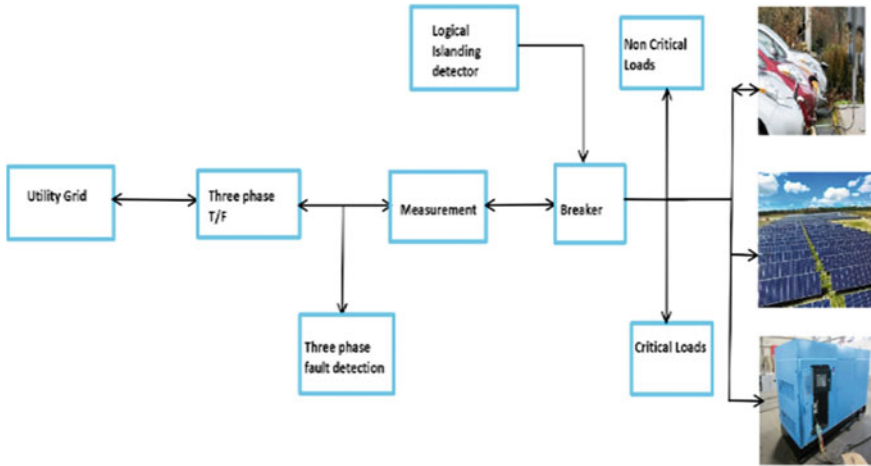 Logical
Islanding
detector
Non Critical
Loads
Utility Grid
Three phase
T/F
Measurement
Breaker
Three phase
fault detection
Critical Loads